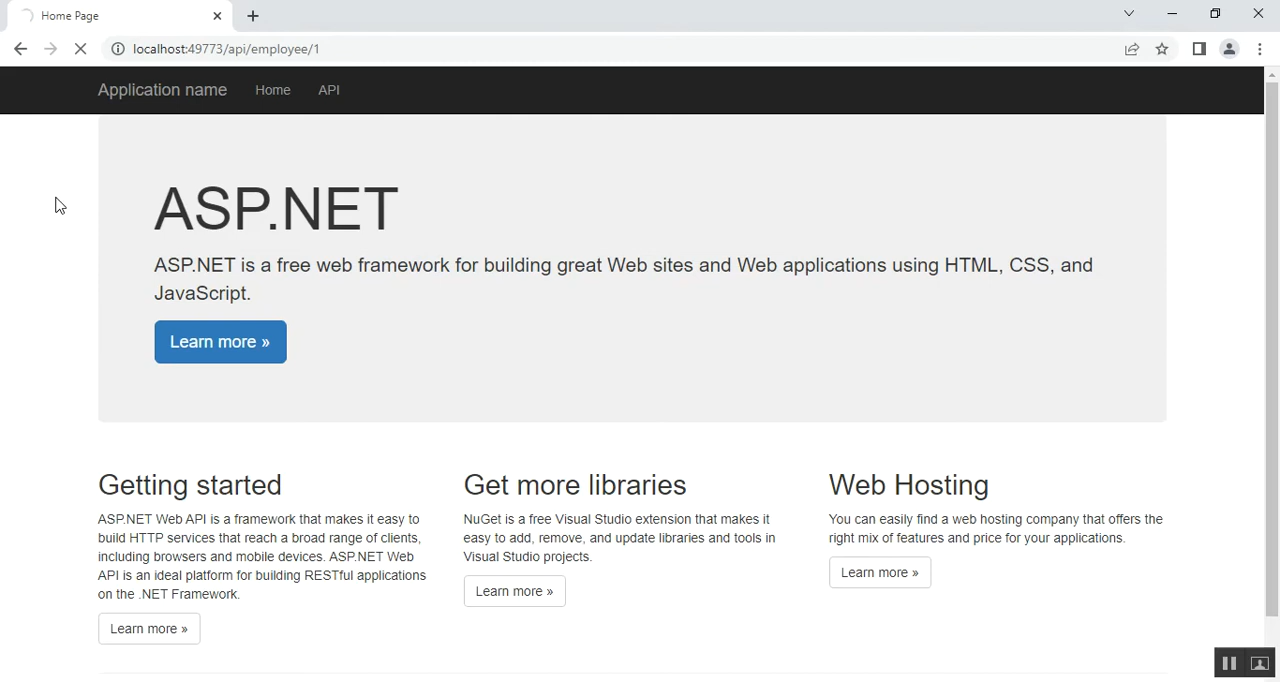 Home Page
localhost:49773/api/employee/1
Application name Home API
ASP.NET
ASP.NET is a free web framework for building great Web sites and Web applications using HTML, CSS, and
JavaScript.
Learn more »
Getting started
ASP.NET Web API is a framework that makes it easy to
build HTTP services that reach a broad range of clients,
including browsers and mobile devices. ASP.NET Web
API is an ideal platform for building RESTful applications
on the .NET Framework.
Learn more »
Get more libraries
NuGet is a free Visual Studio extension that makes it
easy to add, remove, and update libraries and tools in
Visual Studio projects.
Learn more »
Web Hosting
You can easily find a web hosting company that offers the
right mix of features and price for your applications.
Learn more »